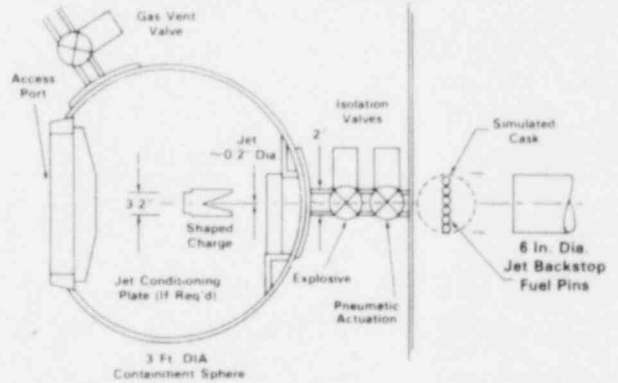 Gas Vent
Valve
Access
Port
Isolation
Valves
Simulated
Cask
Jet
~0.2" Dia
2"
3.2"
Shaped
Charge
6 In. Dia.
Jet Backstop
Fuel Pins
Jet Conditioning
Plate (If Req'd)
Explosive
Pneumatic
Actuation
3 Ft. DIA
Containment Sphere